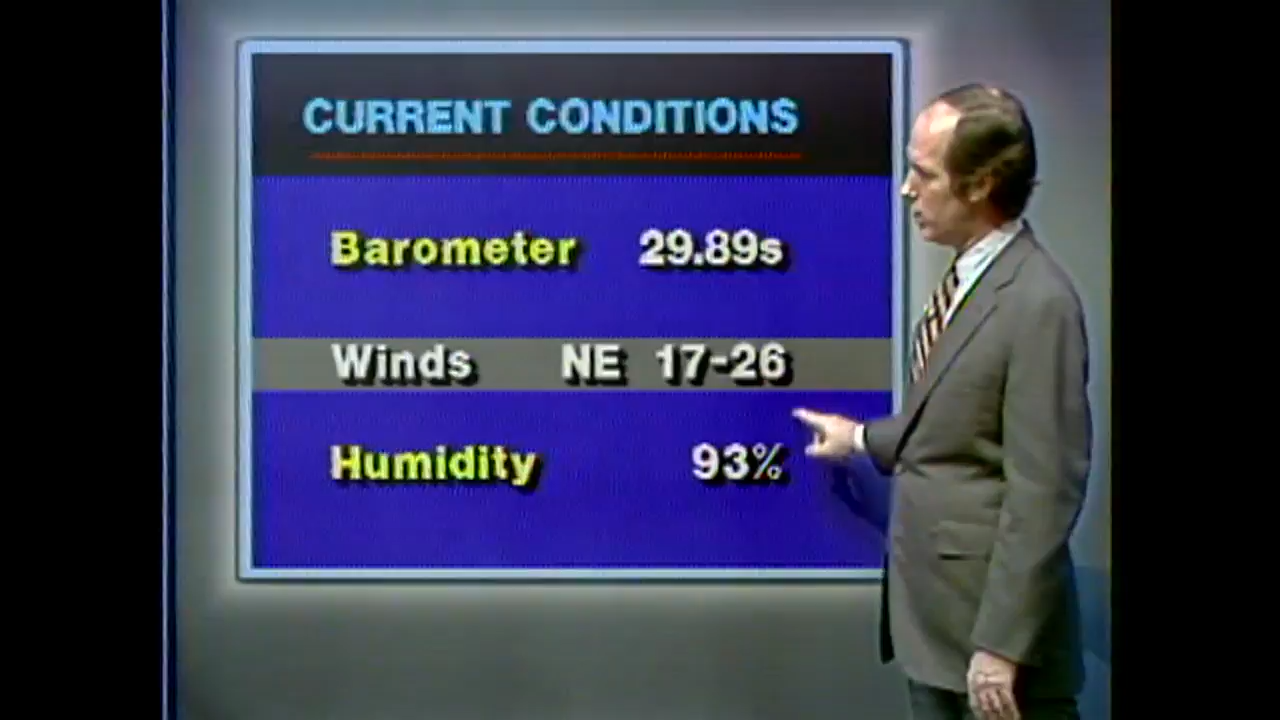 CURRENT CONDITIONS
Barometer 29.89s
Winds NE 17-26
Humidity 93%